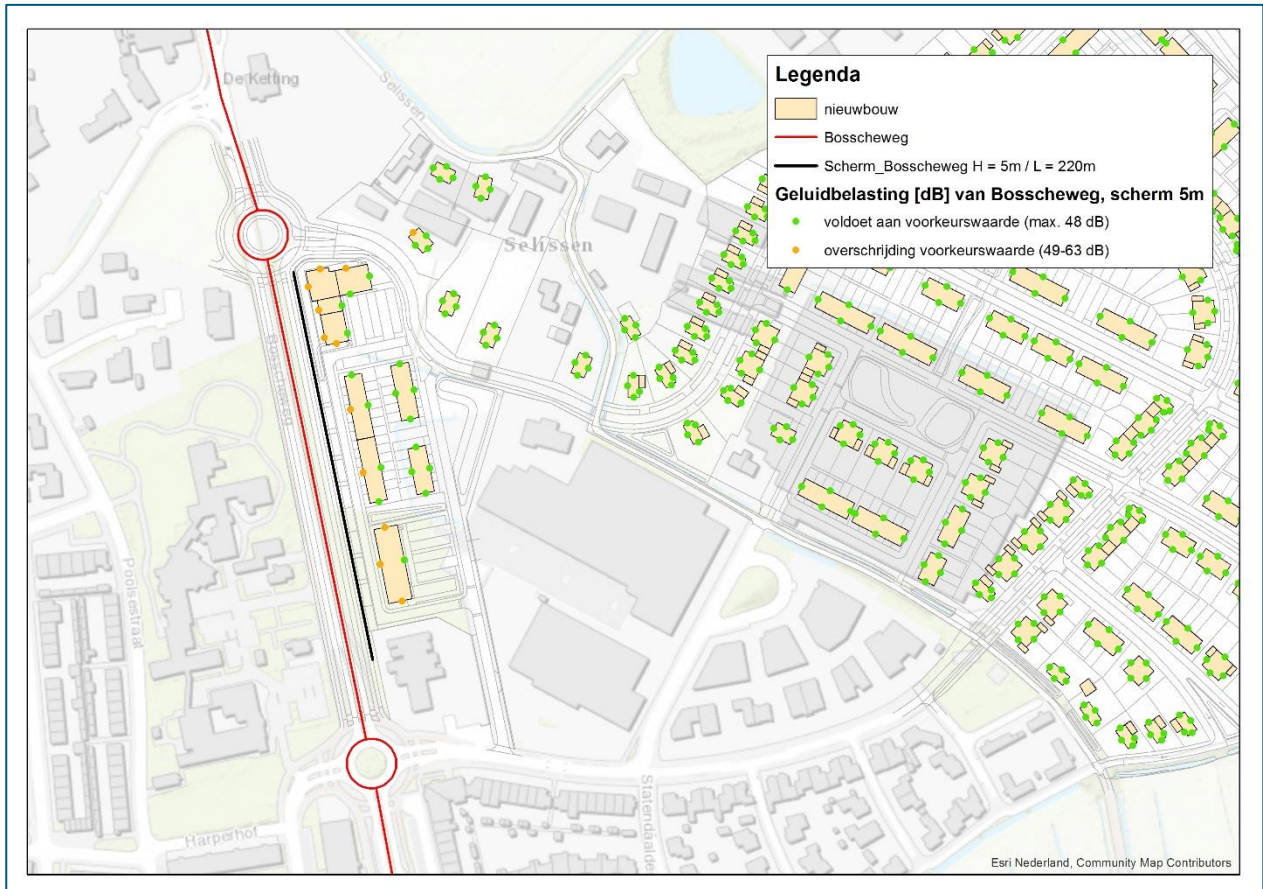 De Ketting
Selissen
Legenda
nieuwbouw
Bosscheweg
Scherm_Bosscheweg H = 5m / L = 220m
Geluidbelasting [dB] van Bosscheweg, scherm 5m
voldoet aan voorkeurswaarde (max. 48 dB)
overschrijding voorkeurswaarde (49-63 dB)
Selissen
Bosscheweg
Poolsestraat
Statendaalder
Harperhof
Esri Nederland, Community Map Contributors